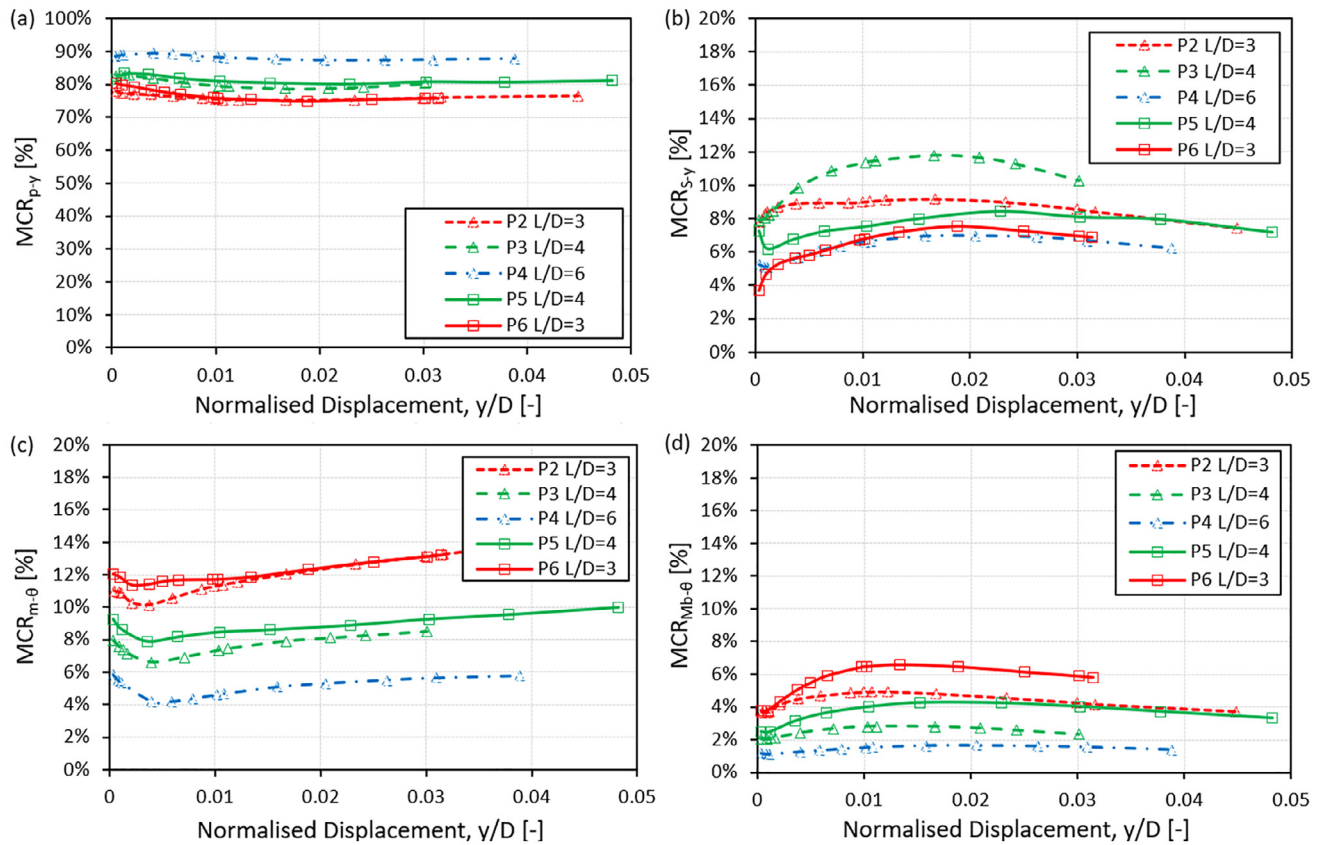 (a)
100%
90%
80%
70%
60%
50%
40%
30%
20%
10%
0%
MCRp-y [%]
P2 L/D=3
P3 L/D=4
P4 L/D=6
P5 L/D=4
P6 L/D=3
0 0.01 0.02 0.03 0.04 0.05
Normalised Displacement, y/D [-]
(b)
20%
18%
16%
14%
12%
10%
8%
6%
4%
2%
0%
MCRS-y [%]
P2 L/D=3
P3 L/D=4
P4 L/D=6
P5 L/D=4
P6 L/D=3
0 0.01 0.02 0.03 0.04 0.05
Normalised Displacement, y/D [-]
(c)
20%
18%
16%
14%
12%
10%
8%
6%
4%
2%
0%
MCRm-θ [%]
P2 L/D=3
P3 L/D=4
P4 L/D=6
P5 L/D=4
P6 L/D=3
0 0.01 0.02 0.03 0.04 0.05
Normalised Displacement, y/D [-]
(d)
20%
18%
16%
14%
12%
10%
8%
6%
4%
2%
0%
MCRMb-θ [%]
P2 L/D=3
P3 L/D=4
P4 L/D=6
P5 L/D=4
P6 L/D=3
0 0.01 0.02 0.03 0.04 0.05
Normalised Displacement, y/D [-]